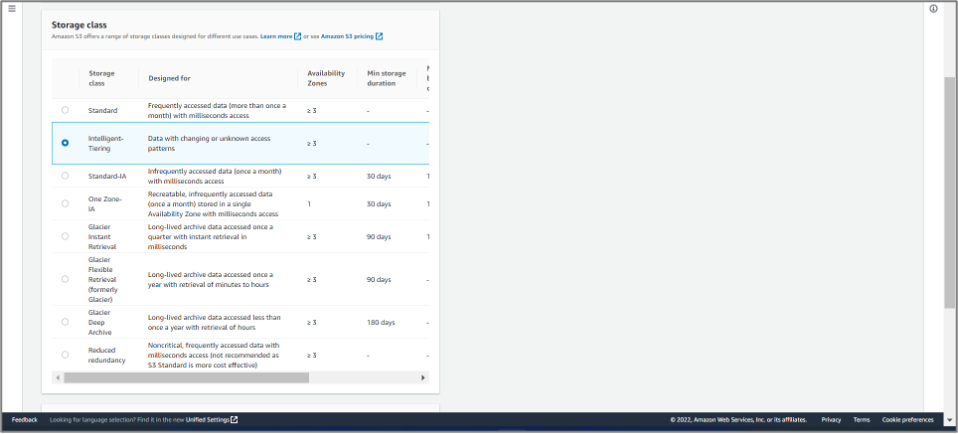 Storage class
Amazon S3 offers a range of storage classes designed for different use cases. Learn more or see Amazon S3 pricing
Storage class
Designed for
Availability Zones
Min storage duration
Standard
Frequently accessed data (more than once a
month) with milliseconds access
≥ 3
-
-
Intelligent-
Tiering
Data with changing or unknown access
patterns
≥ 3
-
-
Standard-IA
Infrequently accessed data (once a month)
with milliseconds access
≥ 3
30 days
1
One Zone-
IA
Recreatable, infrequently accessed data
(once a month) stored in a single
Availability Zone with milliseconds access
1
30 days
1
Glacier
Instant
Retrieval
Long-lived archive data accessed once a
quarter with instant retrieval in
milliseconds
≥ 3
90 days
1
Glacier
Flexible
Retrieval
(formerly
Glacier)
Long-lived archive data accessed once a
year with retrieval of minutes to hours
≥ 3
90 days
-
Glacier
Deep
Archive
Long-lived archive data accessed less than
once a year with retrieval of hours
≥ 3
180 days
-
Reduced
redundancy
Noncritical, frequently accessed data with
milliseconds access (not recommended as
S3 Standard is more cost effective)
≥ 3
-
-
Feedback
Looking for language selection? Find it in the new Unified Settings
© 2022, Amazon Web Services, Inc. or its affiliates.
Privacy
Terms
Cookie preferences